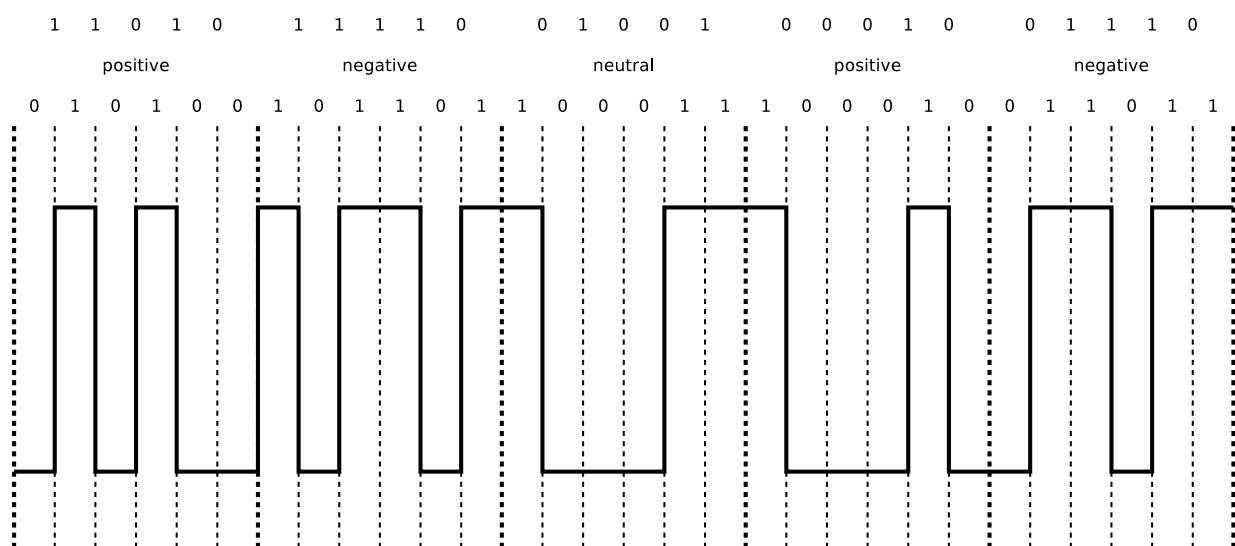 1 1 0 1 0 1 1 1 1 0 0 1 0 0 1 0 0 0 1 0 0 1 1 1 0
positive negative neutral positive negative
0 1 0 1 0 0 1 0 1 1 0 1 1 0 0 0 1 1 1 0 0 0 1 0 0 1 1 0 1 1